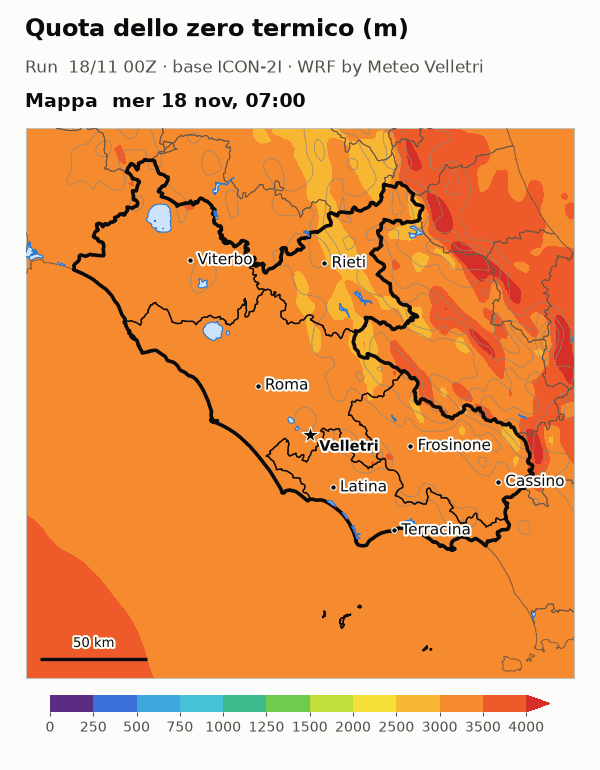 Quota dello zero termico (m)
Run  18/11 00Z · base ICON-2I · WRF by Meteo Velletri
Mappa  mer 18 nov, 07:00
Viterbo
Rieti
Roma
Velletri
Frosinone
Cassino
Latina
Terracina
50 km
0 250 500 750 1000 1250 1500 2000 2500 3000 3500 4000